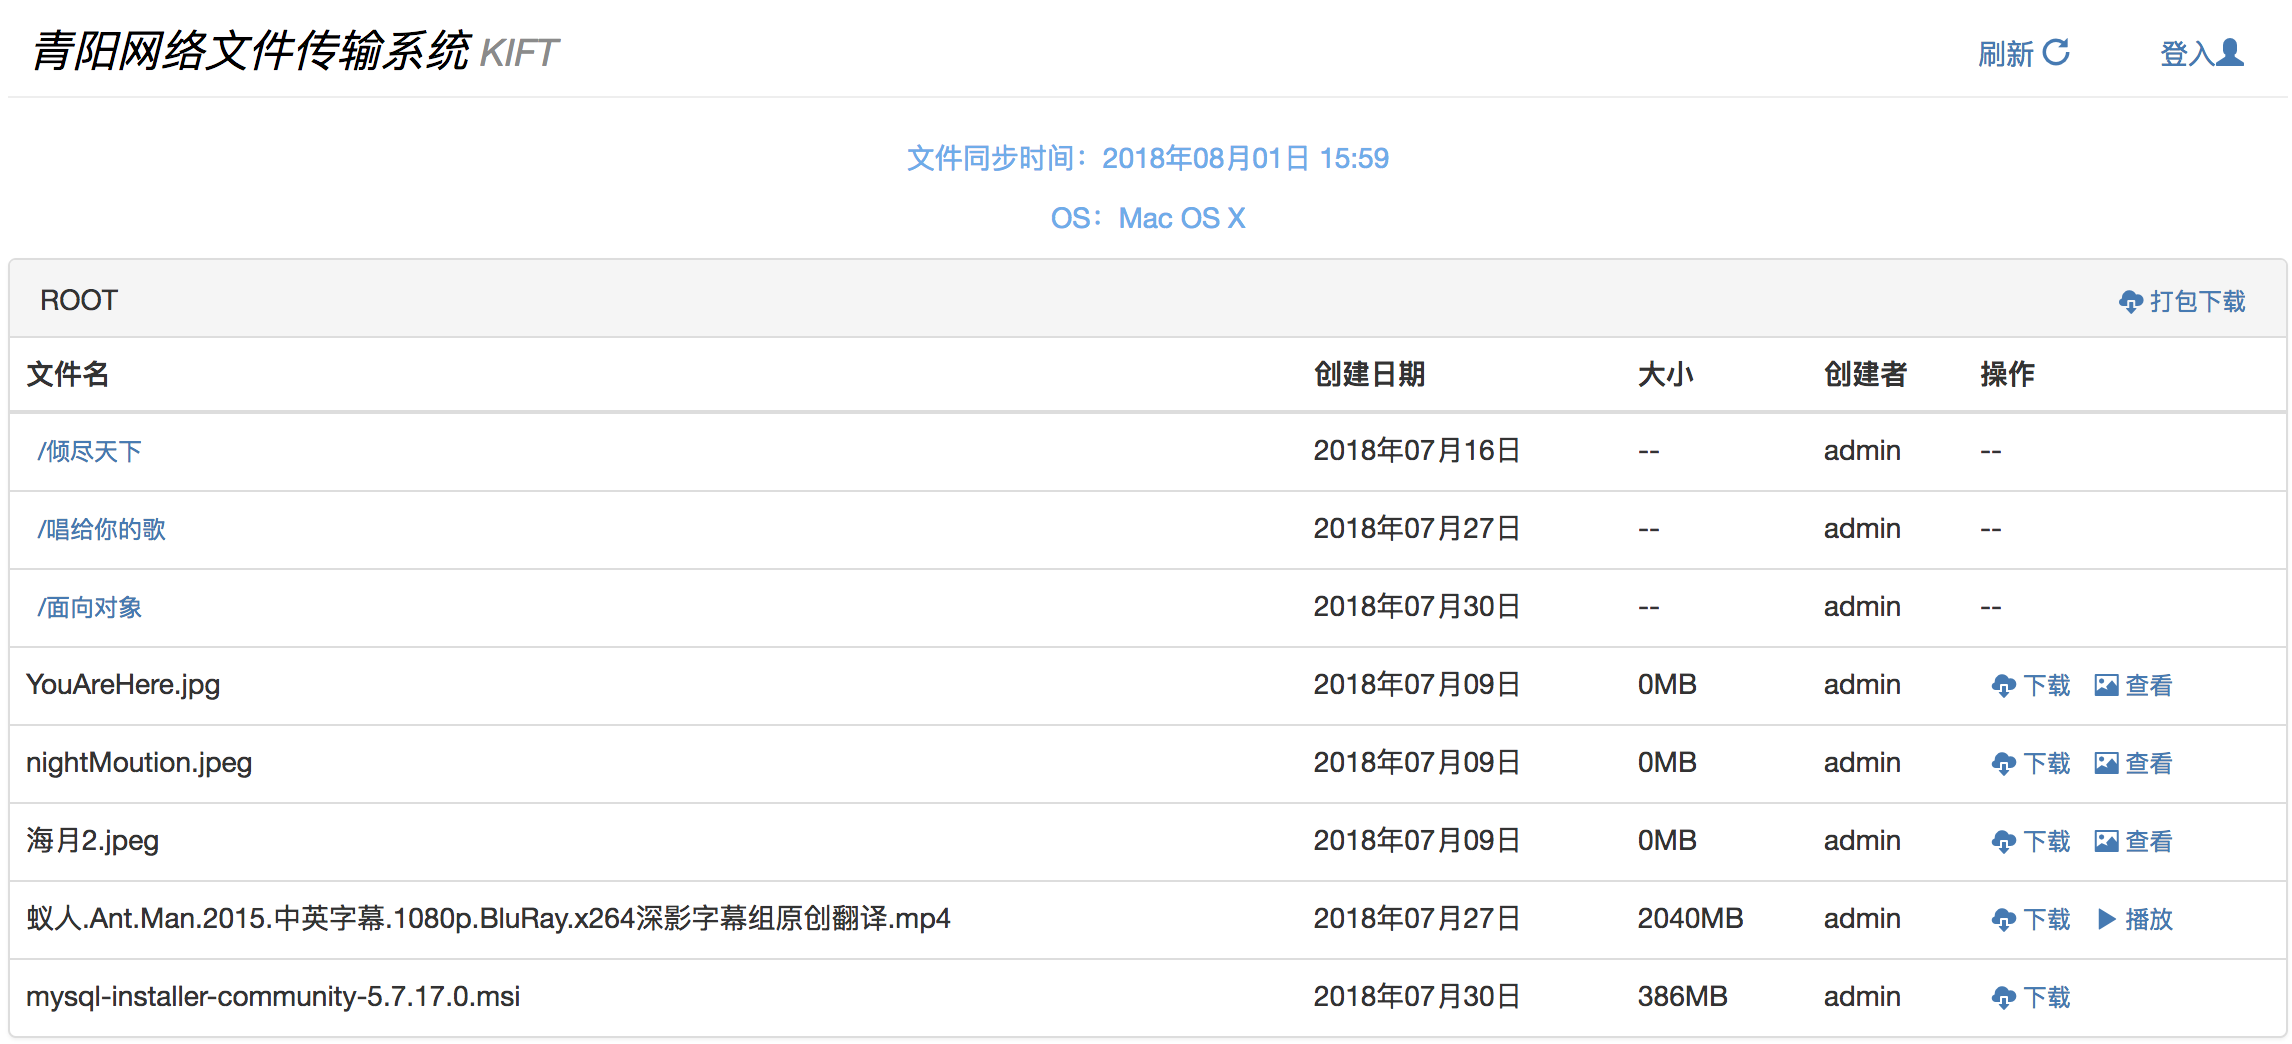 青阳网络文件传输系统 KIFT
刷新 登入
文件同步时间：2018年08月01日 15:59
OS：Mac OS X
ROOT 打包下载
文件名 创建日期 大小 创建者 操作
/倾尽天下 2018年07月16日 -- admin --
/唱给你的歌 2018年07月27日 -- admin --
/面向对象 2018年07月30日 -- admin --
YouAreHere.jpg 2018年07月09日 0MB admin 下载 查看
nightMoution.jpeg 2018年07月09日 0MB admin 下载 查看
海月2.jpeg 2018年07月09日 0MB admin 下载 查看
蚁人.Ant.Man.2015.中英字幕.1080p.BluRay.x264深影字幕组原创翻译.mp4 2018年07月27日 2040MB admin 下载 播放
mysql-installer-community-5.7.17.0.msi 2018年07月30日 386MB admin 下载